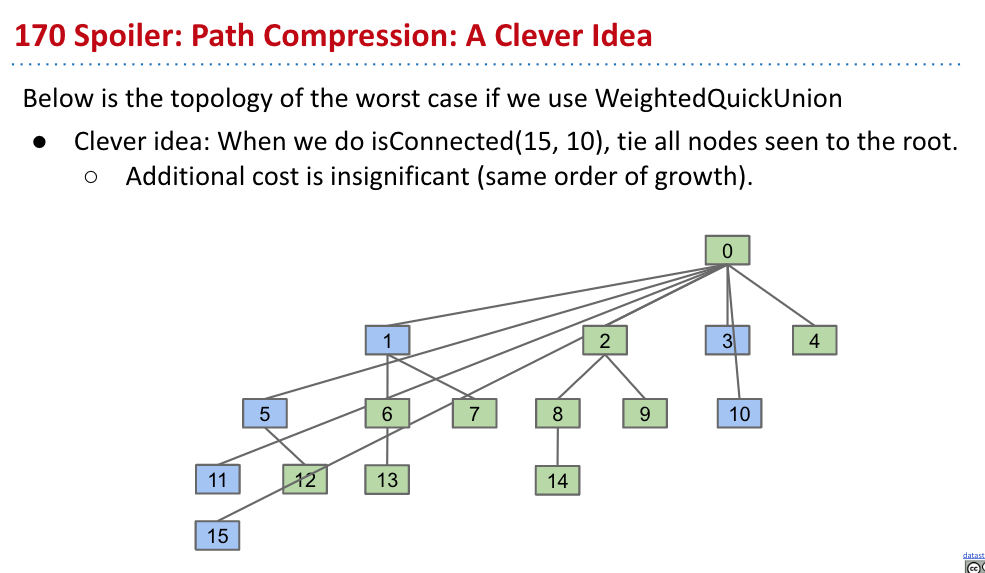 170 Spoiler: Path Compression: A Clever Idea
Below is the topology of the worst case if we use WeightedQuickUnion
● Clever idea: When we do isConnected(15, 10), tie all nodes seen to the root.
○ Additional cost is insignificant (same order of growth).
0
1 2 3 4
5 6 7 8 9 10
11 12 13 14
15
datast
cc